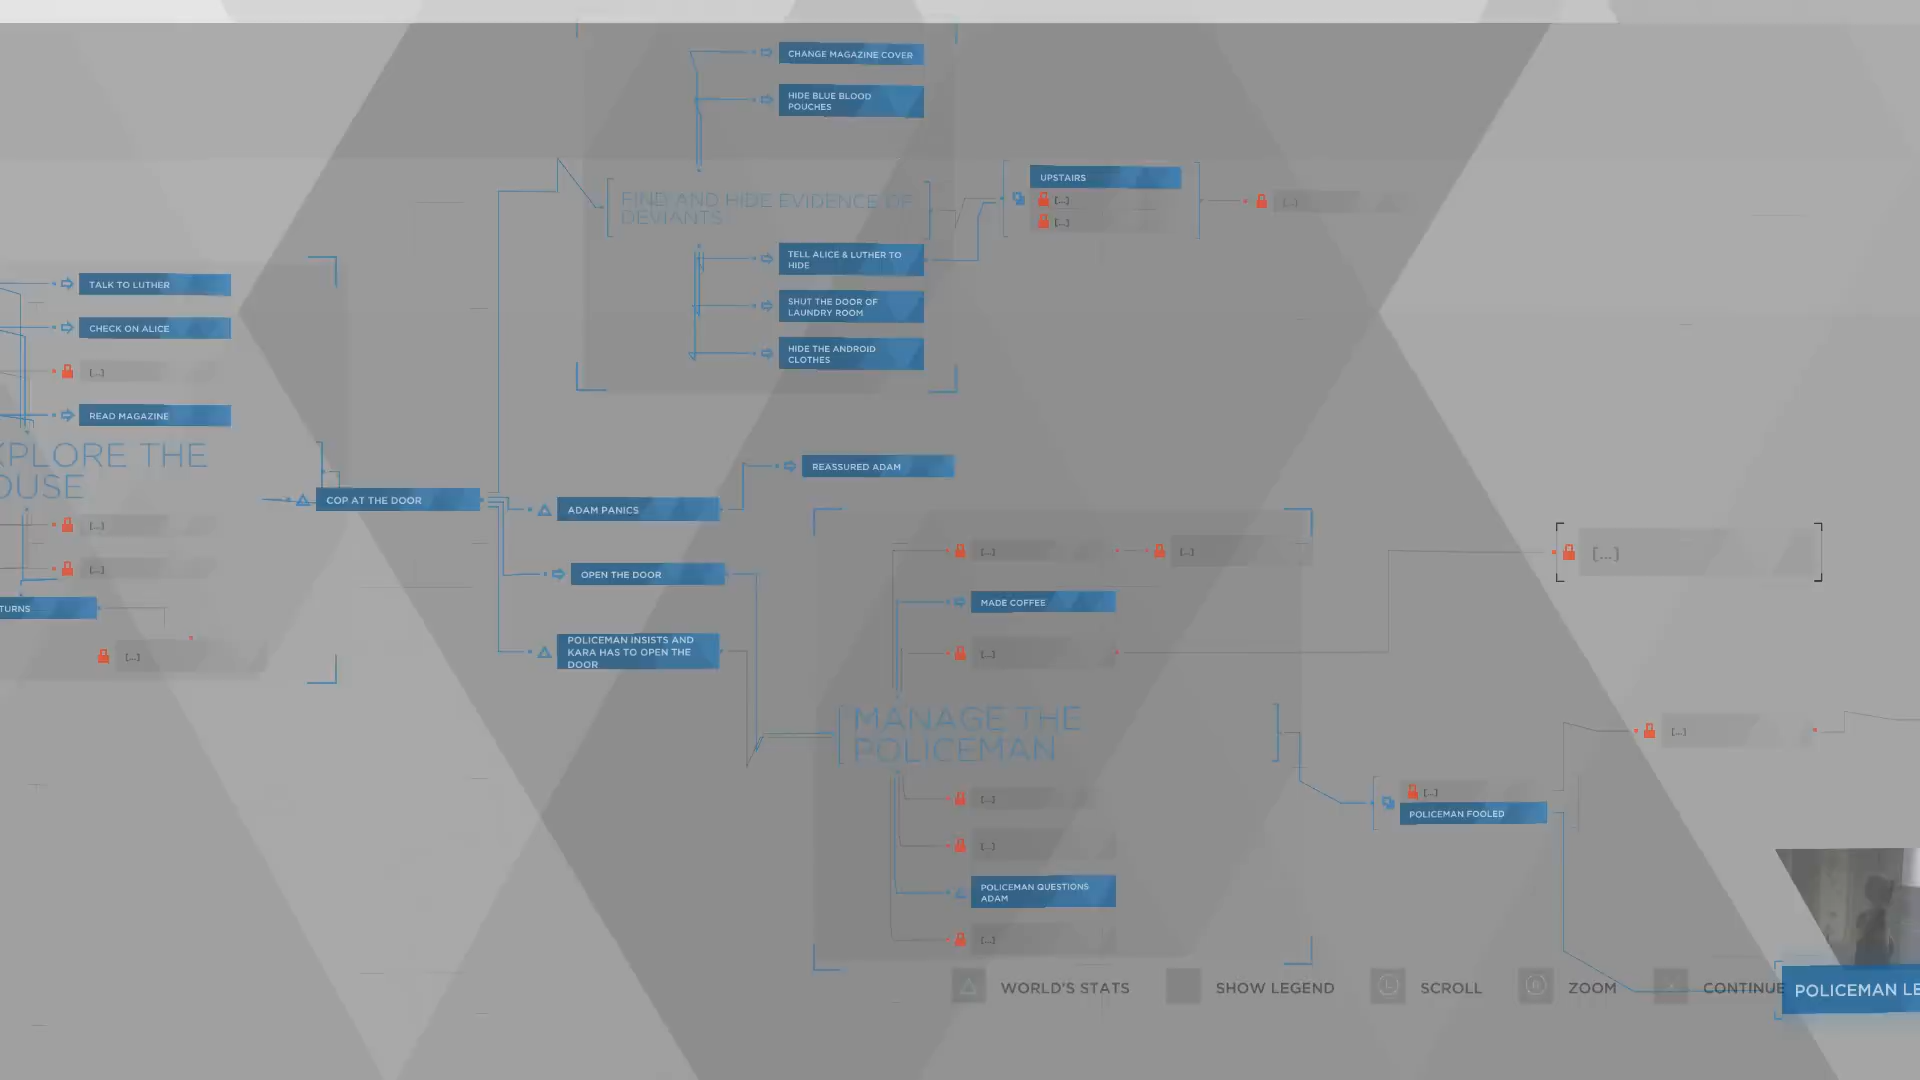 CHANGE MAGAZINE COVER
HIDE BLUE BLOOD
POUCHES
FIND AND HIDE EVIDENCE OF
DEVIANTS
UPSTAIRS
[...]
[...]
[...]
TELL ALICE & LUTHER TO
HIDE
SHUT THE DOOR OF
LAUNDRY ROOM
HIDE THE ANDROID
CLOTHES
TALK TO LUTHER
CHECK ON ALICE
[...]
READ MAGAZINE
XPLORE THE
OUSE
[...]
[...]
TURNS
[...]
COP AT THE DOOR
ADAM PANICS
REASSURED ADAM
OPEN THE DOOR
POLICEMAN INSISTS AND
KARA HAS TO OPEN THE
DOOR
[...]
[...]
MADE COFFEE
[...]
MANAGE THE
POLICEMAN
[...]
[...]
POLICEMAN QUESTIONS
ADAM
[...]
[...]
[...]
[...]
POLICEMAN FOOLED
POLICEMAN LE
WORLD'S STATS
SHOW LEGEND
L
SCROLL
R
ZOOM
CONTINUE